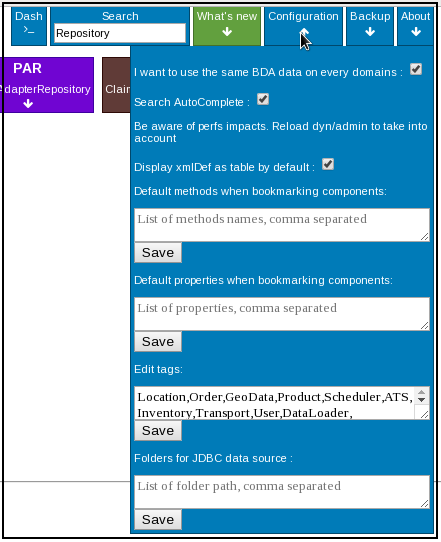 Dash
>_
Search
Repository
What's new
Configuration
Backup
About
PAR
dapterRepository
Clain
I want to use the same BDA data on every domains :
Search AutoComplete :
Be aware of perfs impacts. Reload dyn/admin to take into
account
Display xmlDef as table by default :
Default methods when bookmarking components:
List of methods names, comma separated
Save
Default properties when bookmarking components:
List of properties, comma separated
Save
Edit tags:
Location,Order,GeoData,Product,Scheduler,ATS,
Inventory,Transport,User,DataLoader,
Save
Folders for JDBC data source :
List of folder path, comma separated
Save